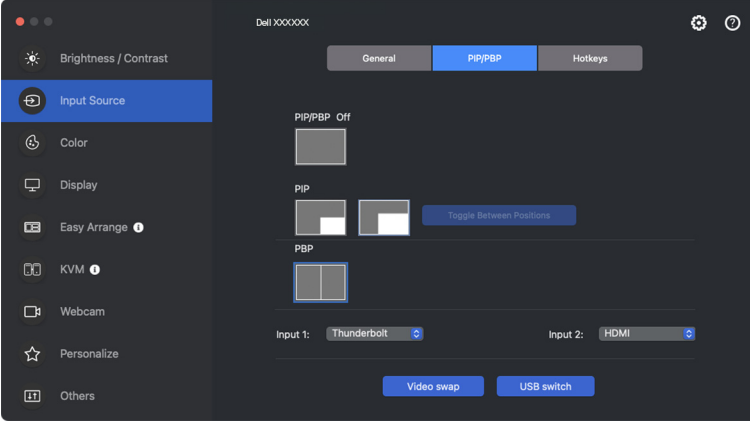 Dell XXXXXX
Brightness / Contrast
Input Source
Color
Display
Easy Arrange
KVM
Webcam
Personalize
Others
General
PIP/PBP
Hotkeys
PIP/PBP Off
PIP
Toggle Between Positions
PBP
Input 1:
Thunderbolt
Input 2:
HDMI
Video swap
USB switch